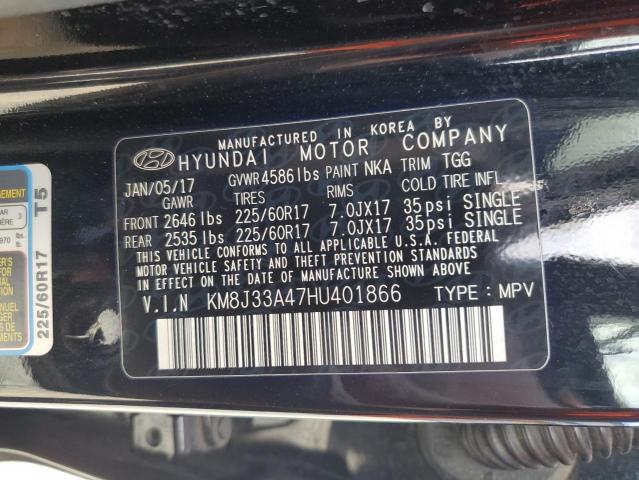 MANUFACTURED IN KOREA BY
HYUNDAI MOTOR COMPANY
JAN/05/17 GVWR4586lbs PAINT NKA TRIM TGG
GAWR TIRES RIMS COLD TIRE INFL
FRONT 2646 lbs 225/60R17 7.0JX17 35psi SINGLE
REAR 2535 lbs 225/60R17 7.0JX17 35psi SINGLE
THIS VEHICLE CONFORMS TO ALL APPLICABLE U.S.A. FEDERAL
MOTOR VEHICLE SAFETY AND THEFT PREVENTION STANDARDS
IN EFFECT ON THE DATE OF MANUFACTURE SHOWN ABOVE.
V.I.N KM8J33A47HU401866 TYPE : MPV
T5
225/60R17
3
970
lbs.